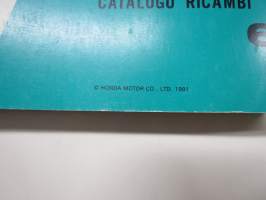 CATALOGO RICAMBI
© HONDA MOTOR CO., LTD. 1991